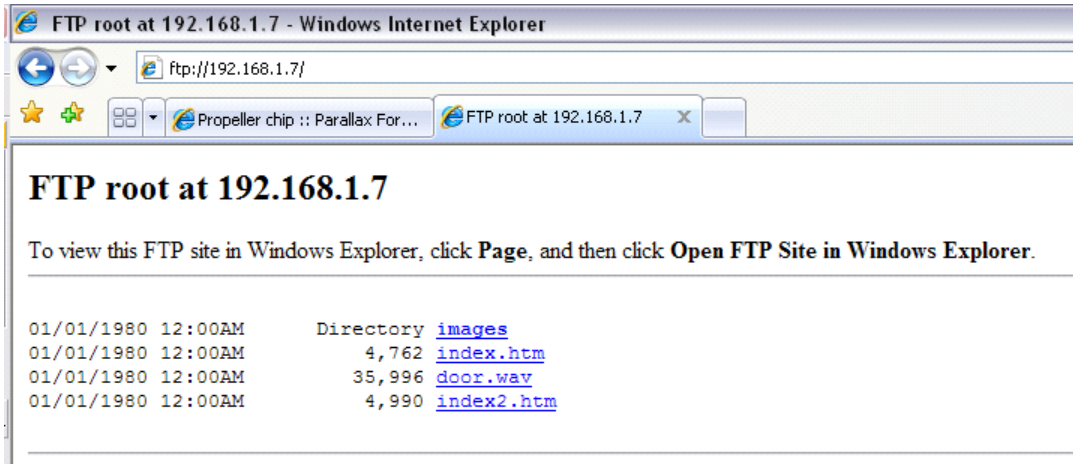 FTP root at 192.168.1.7 - Windows Internet Explorer
ftp://192.168.1.7/
Propeller chip :: Parallax For... FTP root at 192.168.1.7 X
FTP root at 192.168.1.7
To view this FTP site in Windows Explorer, click Page, and then click Open FTP Site in Windows Explorer.
01/01/1980 12:00AM Directory images
01/01/1980 12:00AM 4,762 index.htm
01/01/1980 12:00AM 35,996 door.wav
01/01/1980 12:00AM 4,990 index2.htm